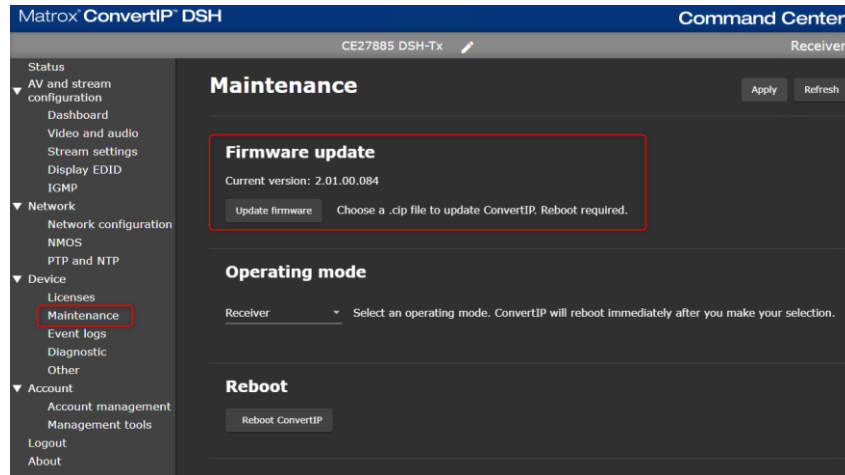 Matrox® ConvertIP™ DSH
Command Center
CE27885 DSH-Tx
Receiver
Status
AV and stream
configuration
Dashboard
Video and audio
Stream settings
Display EDID
IGMP
Network
Network configuration
NMOS
PTP and NTP
Device
Licenses
Maintenance
Event logs
Diagnostic
Other
Account
Account management
Management tools
Logout
About
Maintenance
Apply
Refresh
Firmware update
Current version: 2.01.00.084
Update firmware Choose a .cip file to update ConvertIP. Reboot required.
Operating mode
Receiver Select an operating mode. ConvertIP will reboot immediately after you make your selection.
Reboot
Reboot ConvertIP